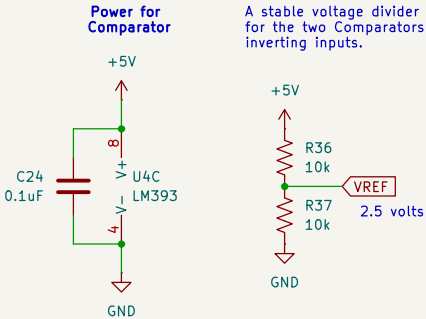 Power for
Comparator
+5V
8
C24
0.1uF
V+
U4C
LM393
V-
4
GND
A stable voltage divider
for the two Comparators
inverting inputs.
+5V
R36
10k
VREF
R37
10k
2.5 volts
GND